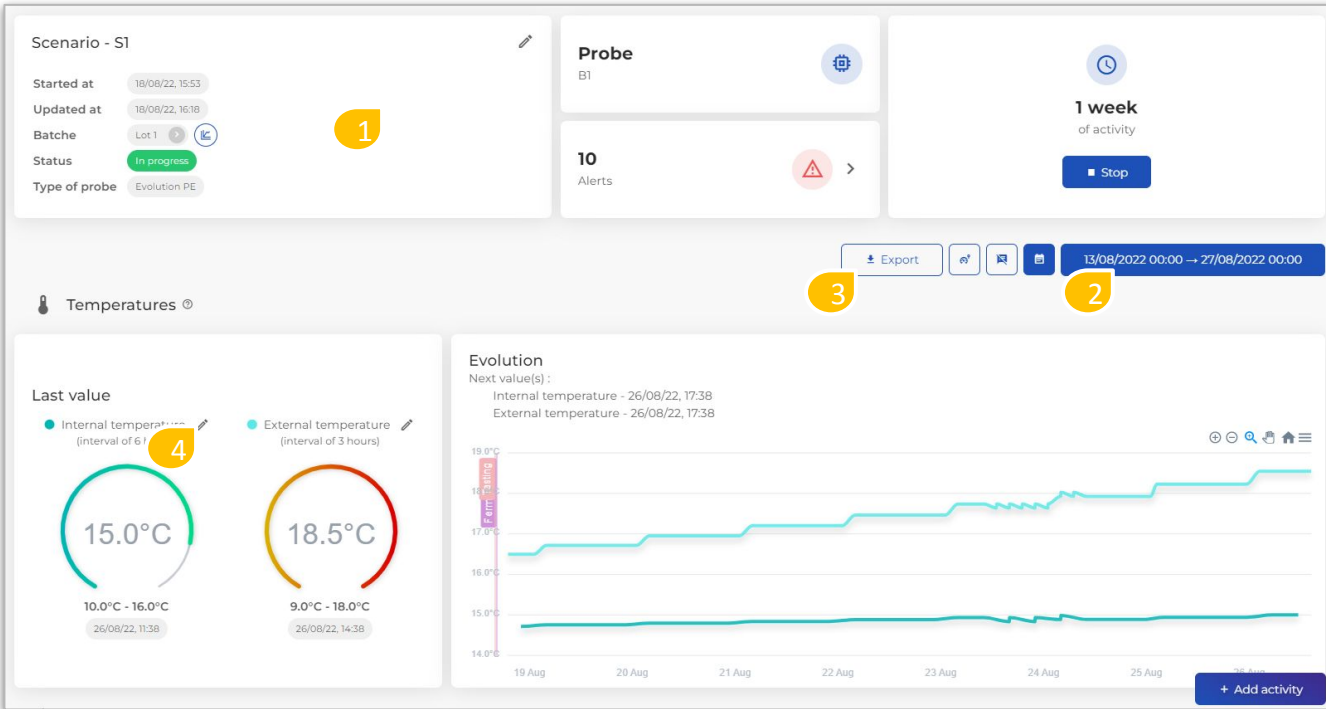 Scenario - S1
Started at 18/08/22, 15:53
Updated at 18/08/22, 16:18
Batche Lot 1
Status In progress
Type of probe Evolution PE
1
Probe
B1
10
Alerts
1 week
of activity
Stop
Export
13/08/2022 00:00 → 27/08/2022 00:00
3
2
Temperatures
Last value
Internal temperature
(interval of 6
4
External temperature
(interval of 3 hours)
15.0°C
18.5°C
10.0°C - 16.0°C
9.0°C - 18.0°C
26/08/22, 11:38
26/08/22, 14:38
Evolution
Next value(s) :
Internal temperature - 26/08/22, 17:38
External temperature - 26/08/22, 17:38
19.0°C
17.0°C
16.0°C
15.0°C
14.0°C
19 Aug
20 Aug
21 Aug
22 Aug
23 Aug
24 Aug
25 Aug
26 Aug
+ Add activity